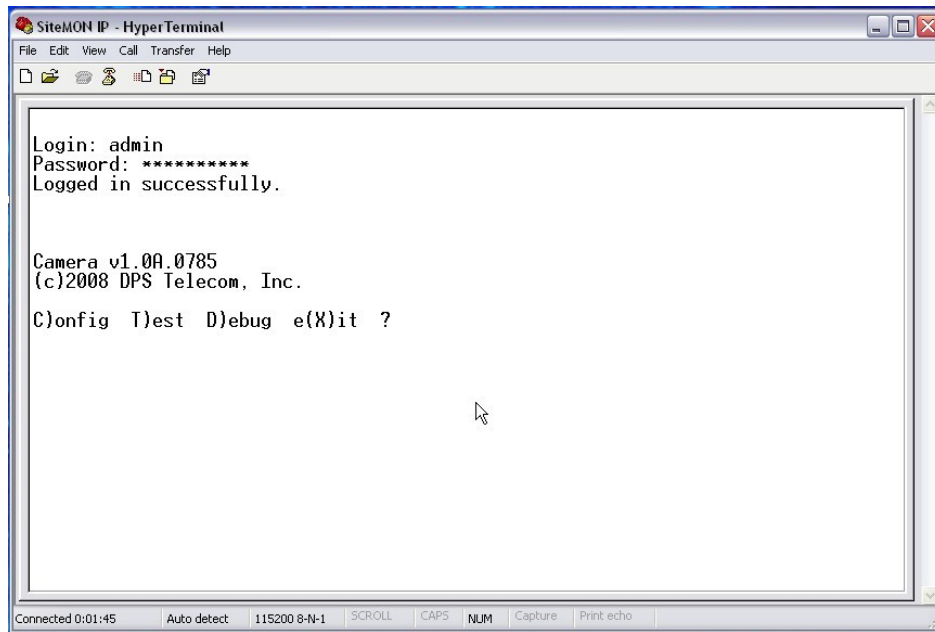 SiteMON IP - HyperTerminal
File Edit View Call Transfer Help
Login: admin
Password: **********
Logged in successfully.
Camera v1.0A.0785
(c)2008 DPS Telecom, Inc.
C)onfig T)est D)ebug e(X)it ?
Connected 0:01:45 Auto detect 115200 8-N-1 SCROLL CAPS NUM Capture Print echo